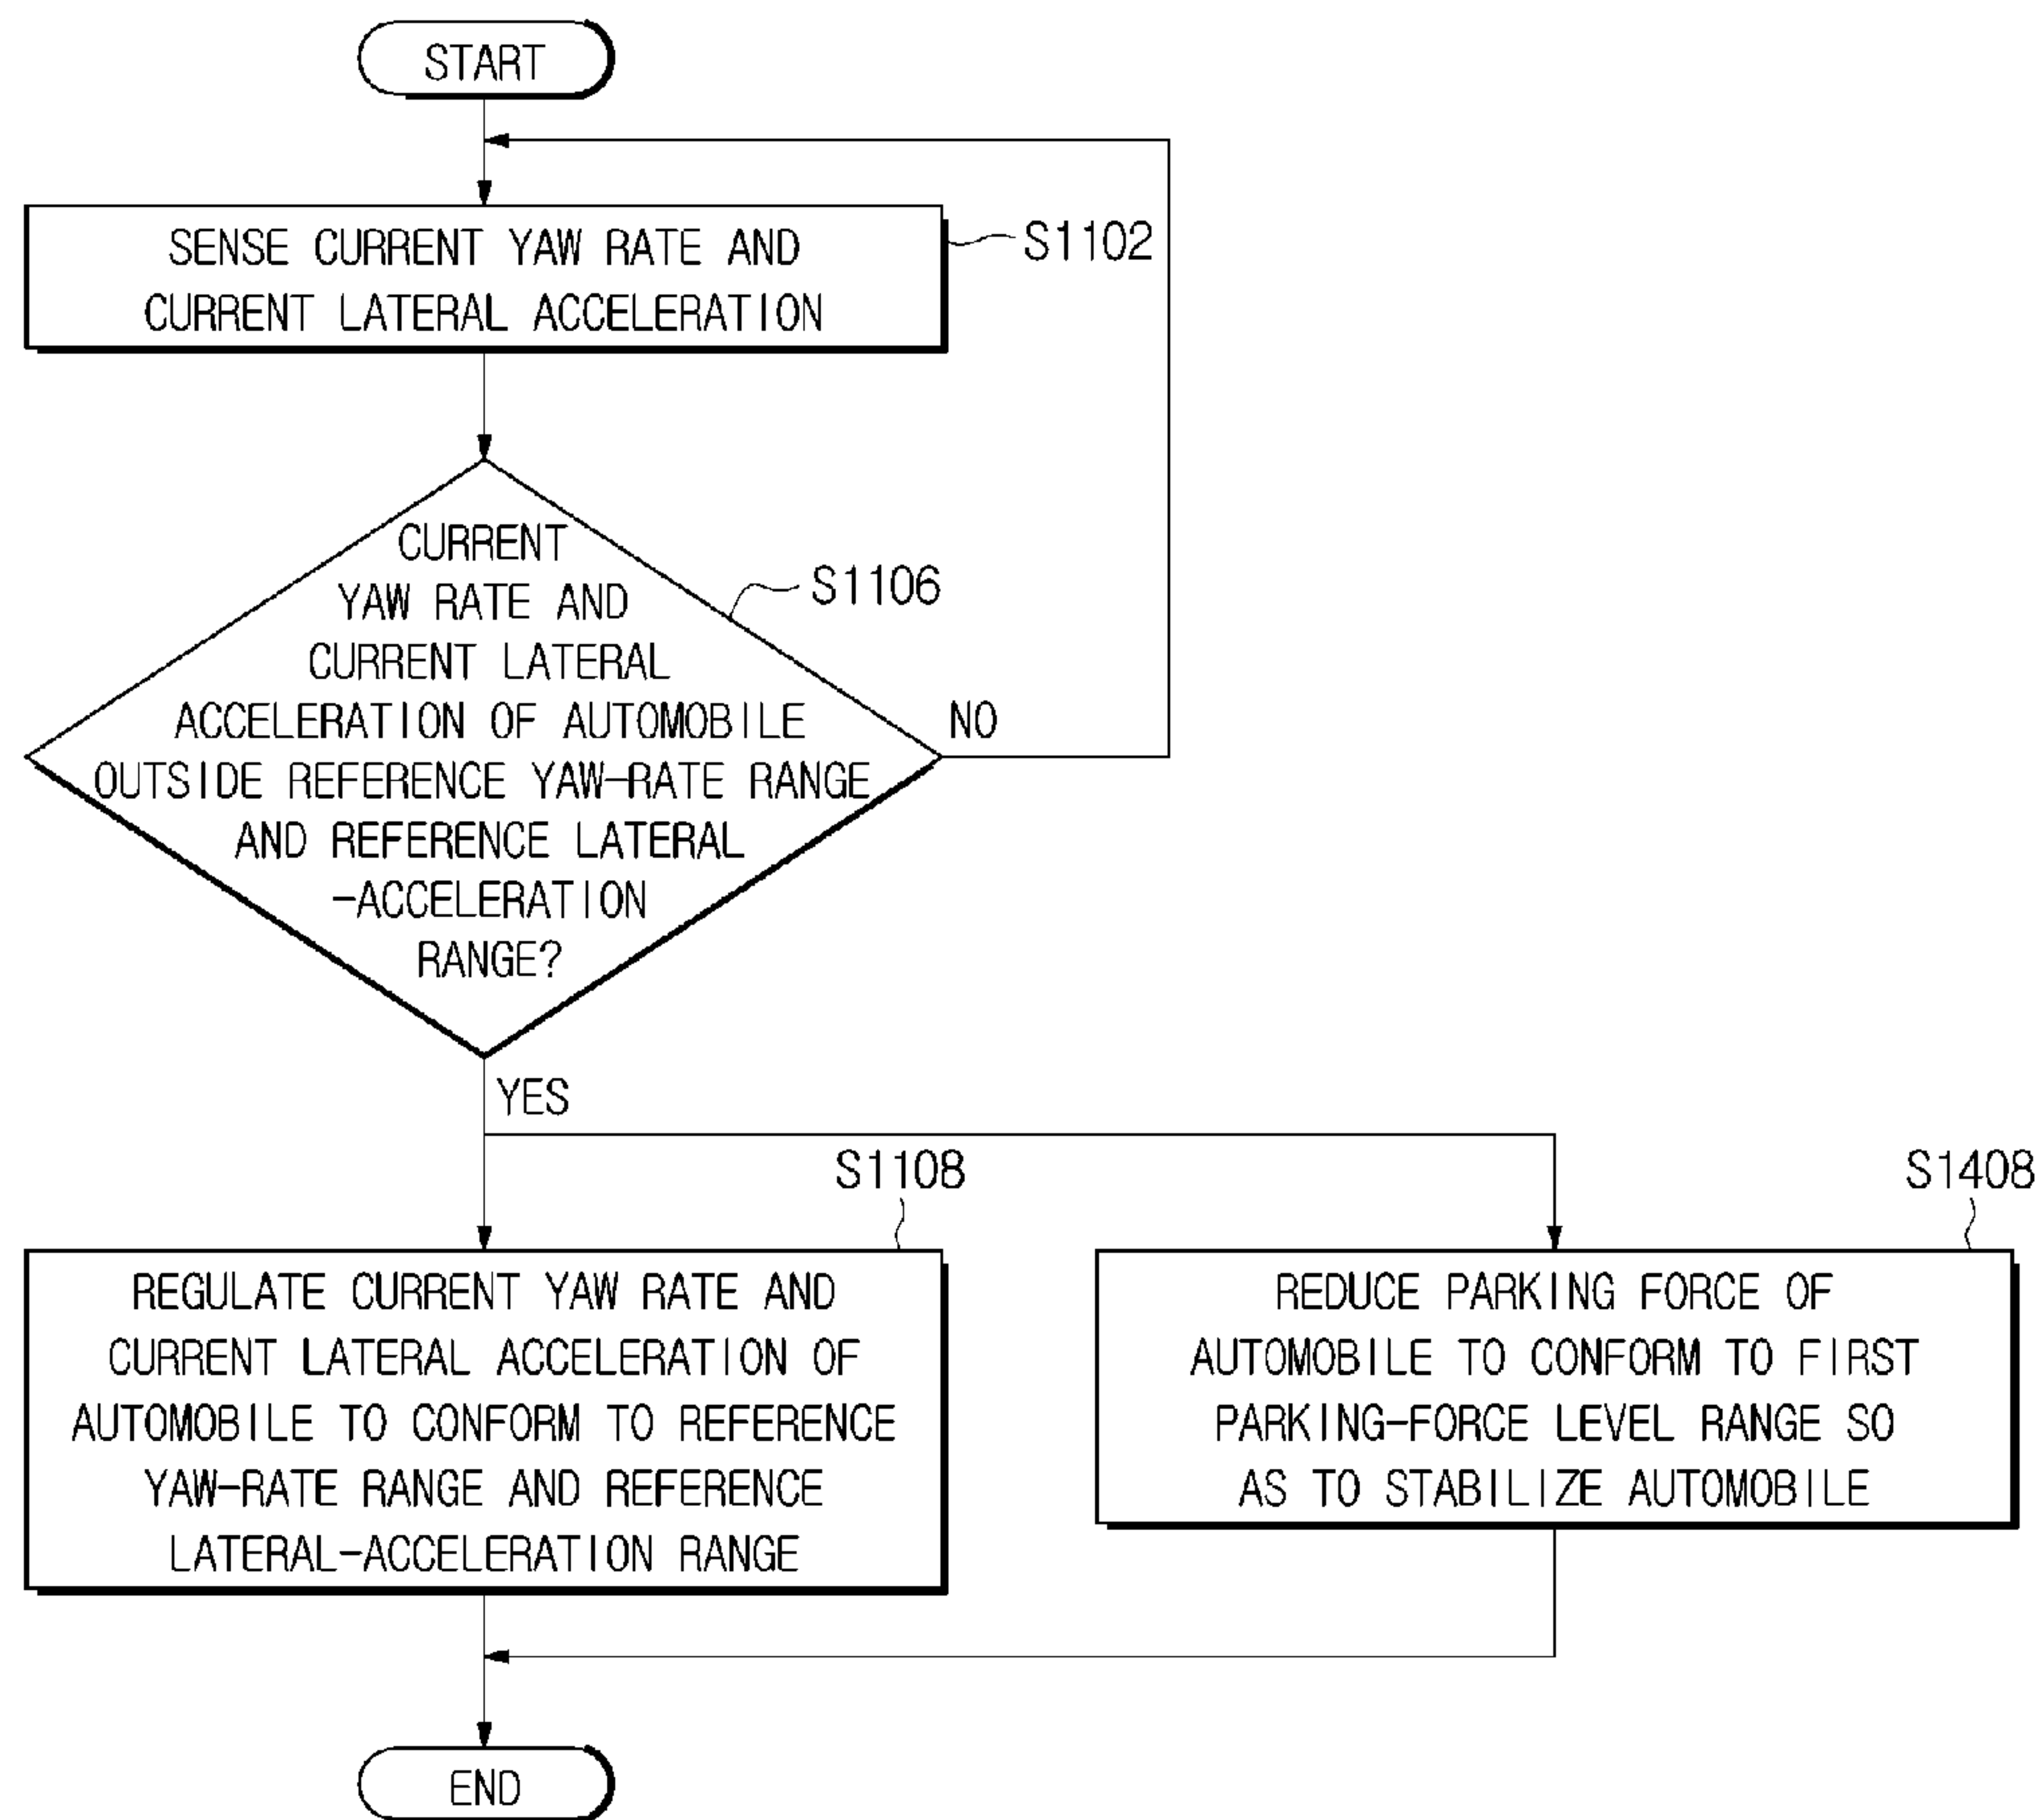 START
SENSE CURRENT YAW RATE AND
CURRENT LATERAL ACCELERATION
S1102
CURRENT
YAW RATE AND
CURRENT LATERAL
ACCELERATION OF AUTOMOBILE
OUTSIDE REFERENCE YAW-RATE RANGE
AND REFERENCE LATERAL
-ACCELERATION
RANGE?
S1106
NO
YES
S1108
REGULATE CURRENT YAW RATE AND
CURRENT LATERAL ACCELERATION OF
AUTOMOBILE TO CONFORM TO REFERENCE
YAW-RATE RANGE AND REFERENCE
LATERAL-ACCELERATION RANGE
S1408
REDUCE PARKING FORCE OF
AUTOMOBILE TO CONFORM TO FIRST
PARKING-FORCE LEVEL RANGE SO
AS TO STABILIZE AUTOMOBILE
END